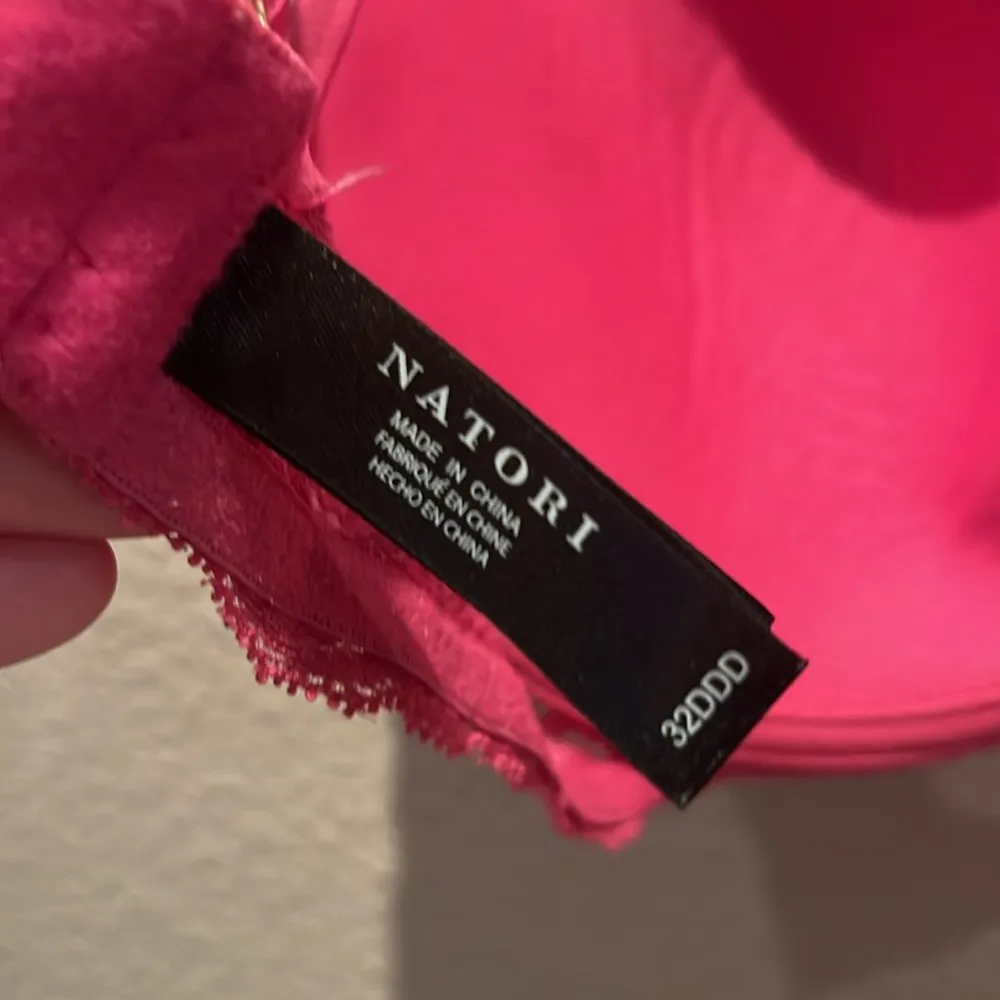 NATORI
MADE IN CHINA
FABRIQUÉ EN CHINE
HECHO EN CHINA
32DDD